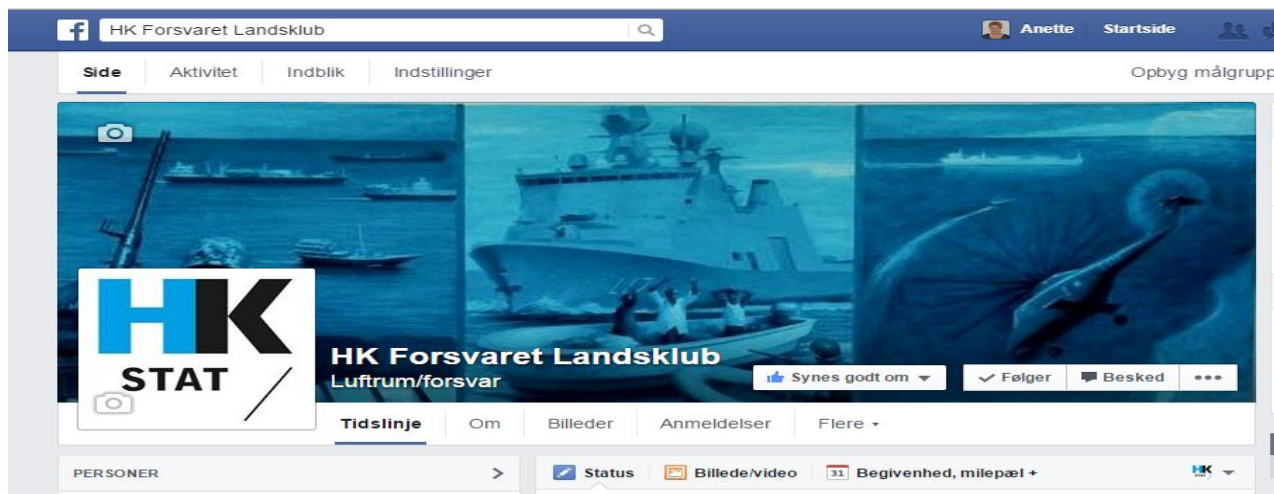 f HK Forsvaret Landsklub Anette Startside
Side Aktivitet Indblik Indstillinger Opbyg målgrupp
HK
STAT
HK Forsvaret Landsklub
Luftrum/forsvar
Synes godt om Følger Besked
Tidslinje Om Billeder Anmeldelser Flere
PERSONER Status Billede/video 31 Begivenhed, milepæl + HK